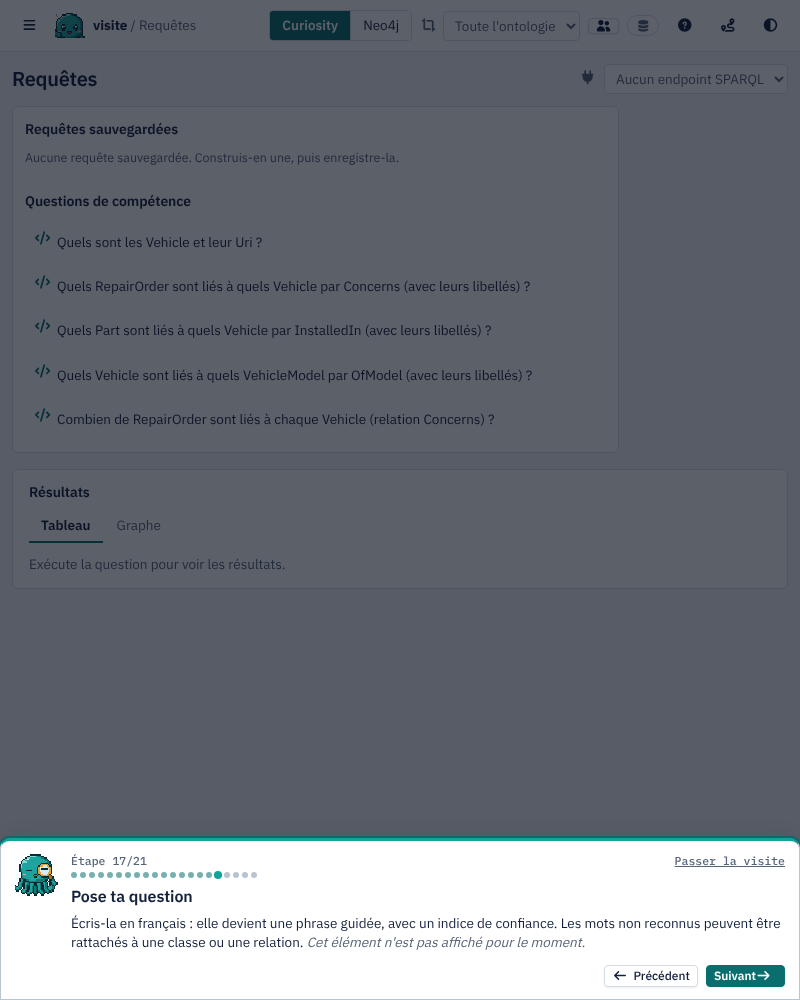 visite / Requêtes
Curiosity
Neo4j
Toute l'ontologie
Requêtes
Aucun endpoint SPARQL
Requêtes sauvegardées
Aucune requête sauvegardée. Construis-en une, puis enregistre-la.
Questions de compétence
Quels sont les Vehicle et leur Uri ?
Quels RepairOrder sont liés à quels Vehicle par Concerns (avec leurs libellés) ?
Quels Part sont liés à quels Vehicle par InstalledIn (avec leurs libellés) ?
Quels Vehicle sont liés à quels VehicleModel par OfModel (avec leurs libellés) ?
Combien de RepairOrder sont liés à chaque Vehicle (relation Concerns) ?
Résultats
Tableau
Graphe
Exécute la question pour voir les résultats.
Étape 17/21
Passer la visite
Pose ta question
Écris-la en français : elle devient une phrase guidée, avec un indice de confiance. Les mots non reconnus peuvent être
rattachés à une classe ou une relation. Cet élément n'est pas affiché pour le moment.
← Précédent
Suivant→